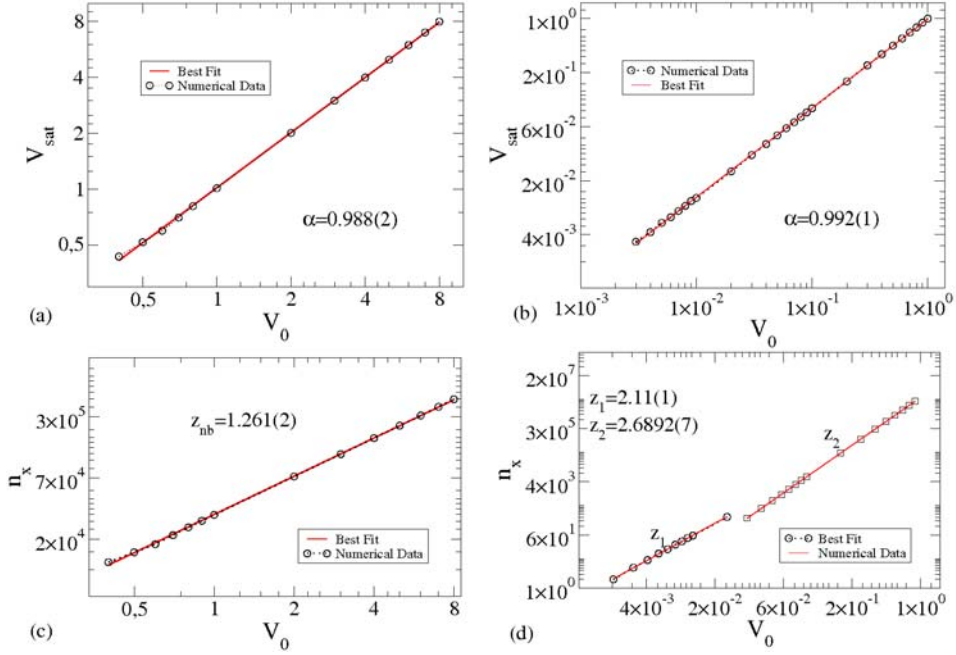 8
4
2
1
0,5
V_sat
Best Fit
Numerical Data
α=0.988(2)
0,5 1 2 4 8
V_0
(a)
1×10^0
2×10^-1
6×10^-2
2×10^-2
4×10^-3
V_sat
Numerical Data
Best Fit
α=0.992(1)
1×10^-3 1×10^-2 1×10^-1 1×10^0
V_0
(b)
3×10^5
7×10^4
2×10^4
n_x
z_nb=1.261(2)
Best Fit
Numerical Data
0,5 1 2 4 8
V_0
(c)
2×10^7
3×10^5
4×10^3
6×10^1
1×10^0
n_x
z_1=2.11(1)
z_2=2.6892(7)
z_2
z_1
Best Fit
Numerical Data
4×10^-3 2×10^-2 6×10^-2 2×10^-1 1×10^0
V_0
(d)